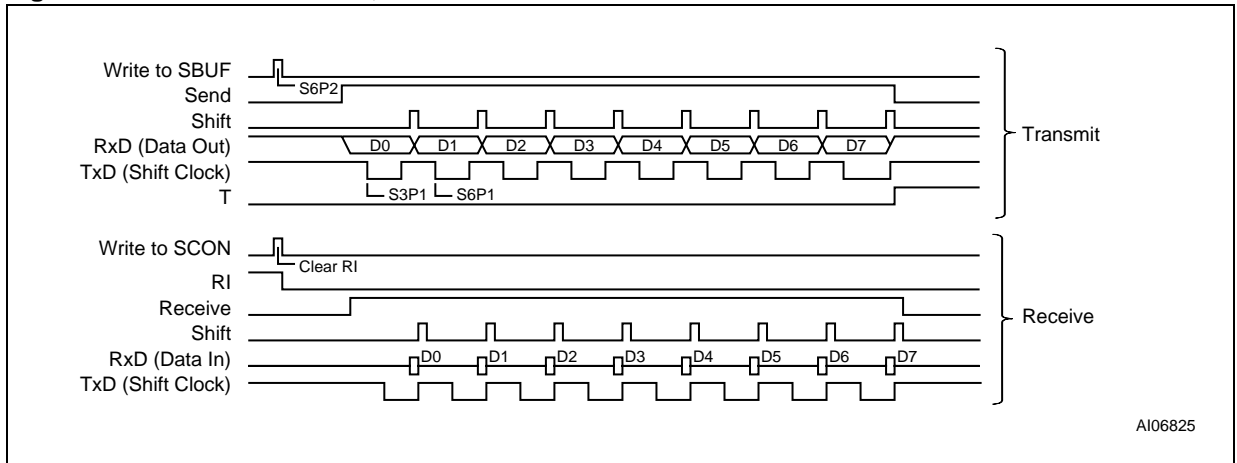 Write to SBUF
S6P2
Send
Shift
RxD (Data Out)
D0 D1 D2 D3 D4 D5 D6 D7
TxD (Shift Clock)
S3P1 S6P1
T
Transmit
Write to SCON
Clear RI
RI
Receive
Shift
RxD (Data In)
D0 D1 D2 D3 D4 D5 D6 D7
TxD (Shift Clock)
Receive
AI06825